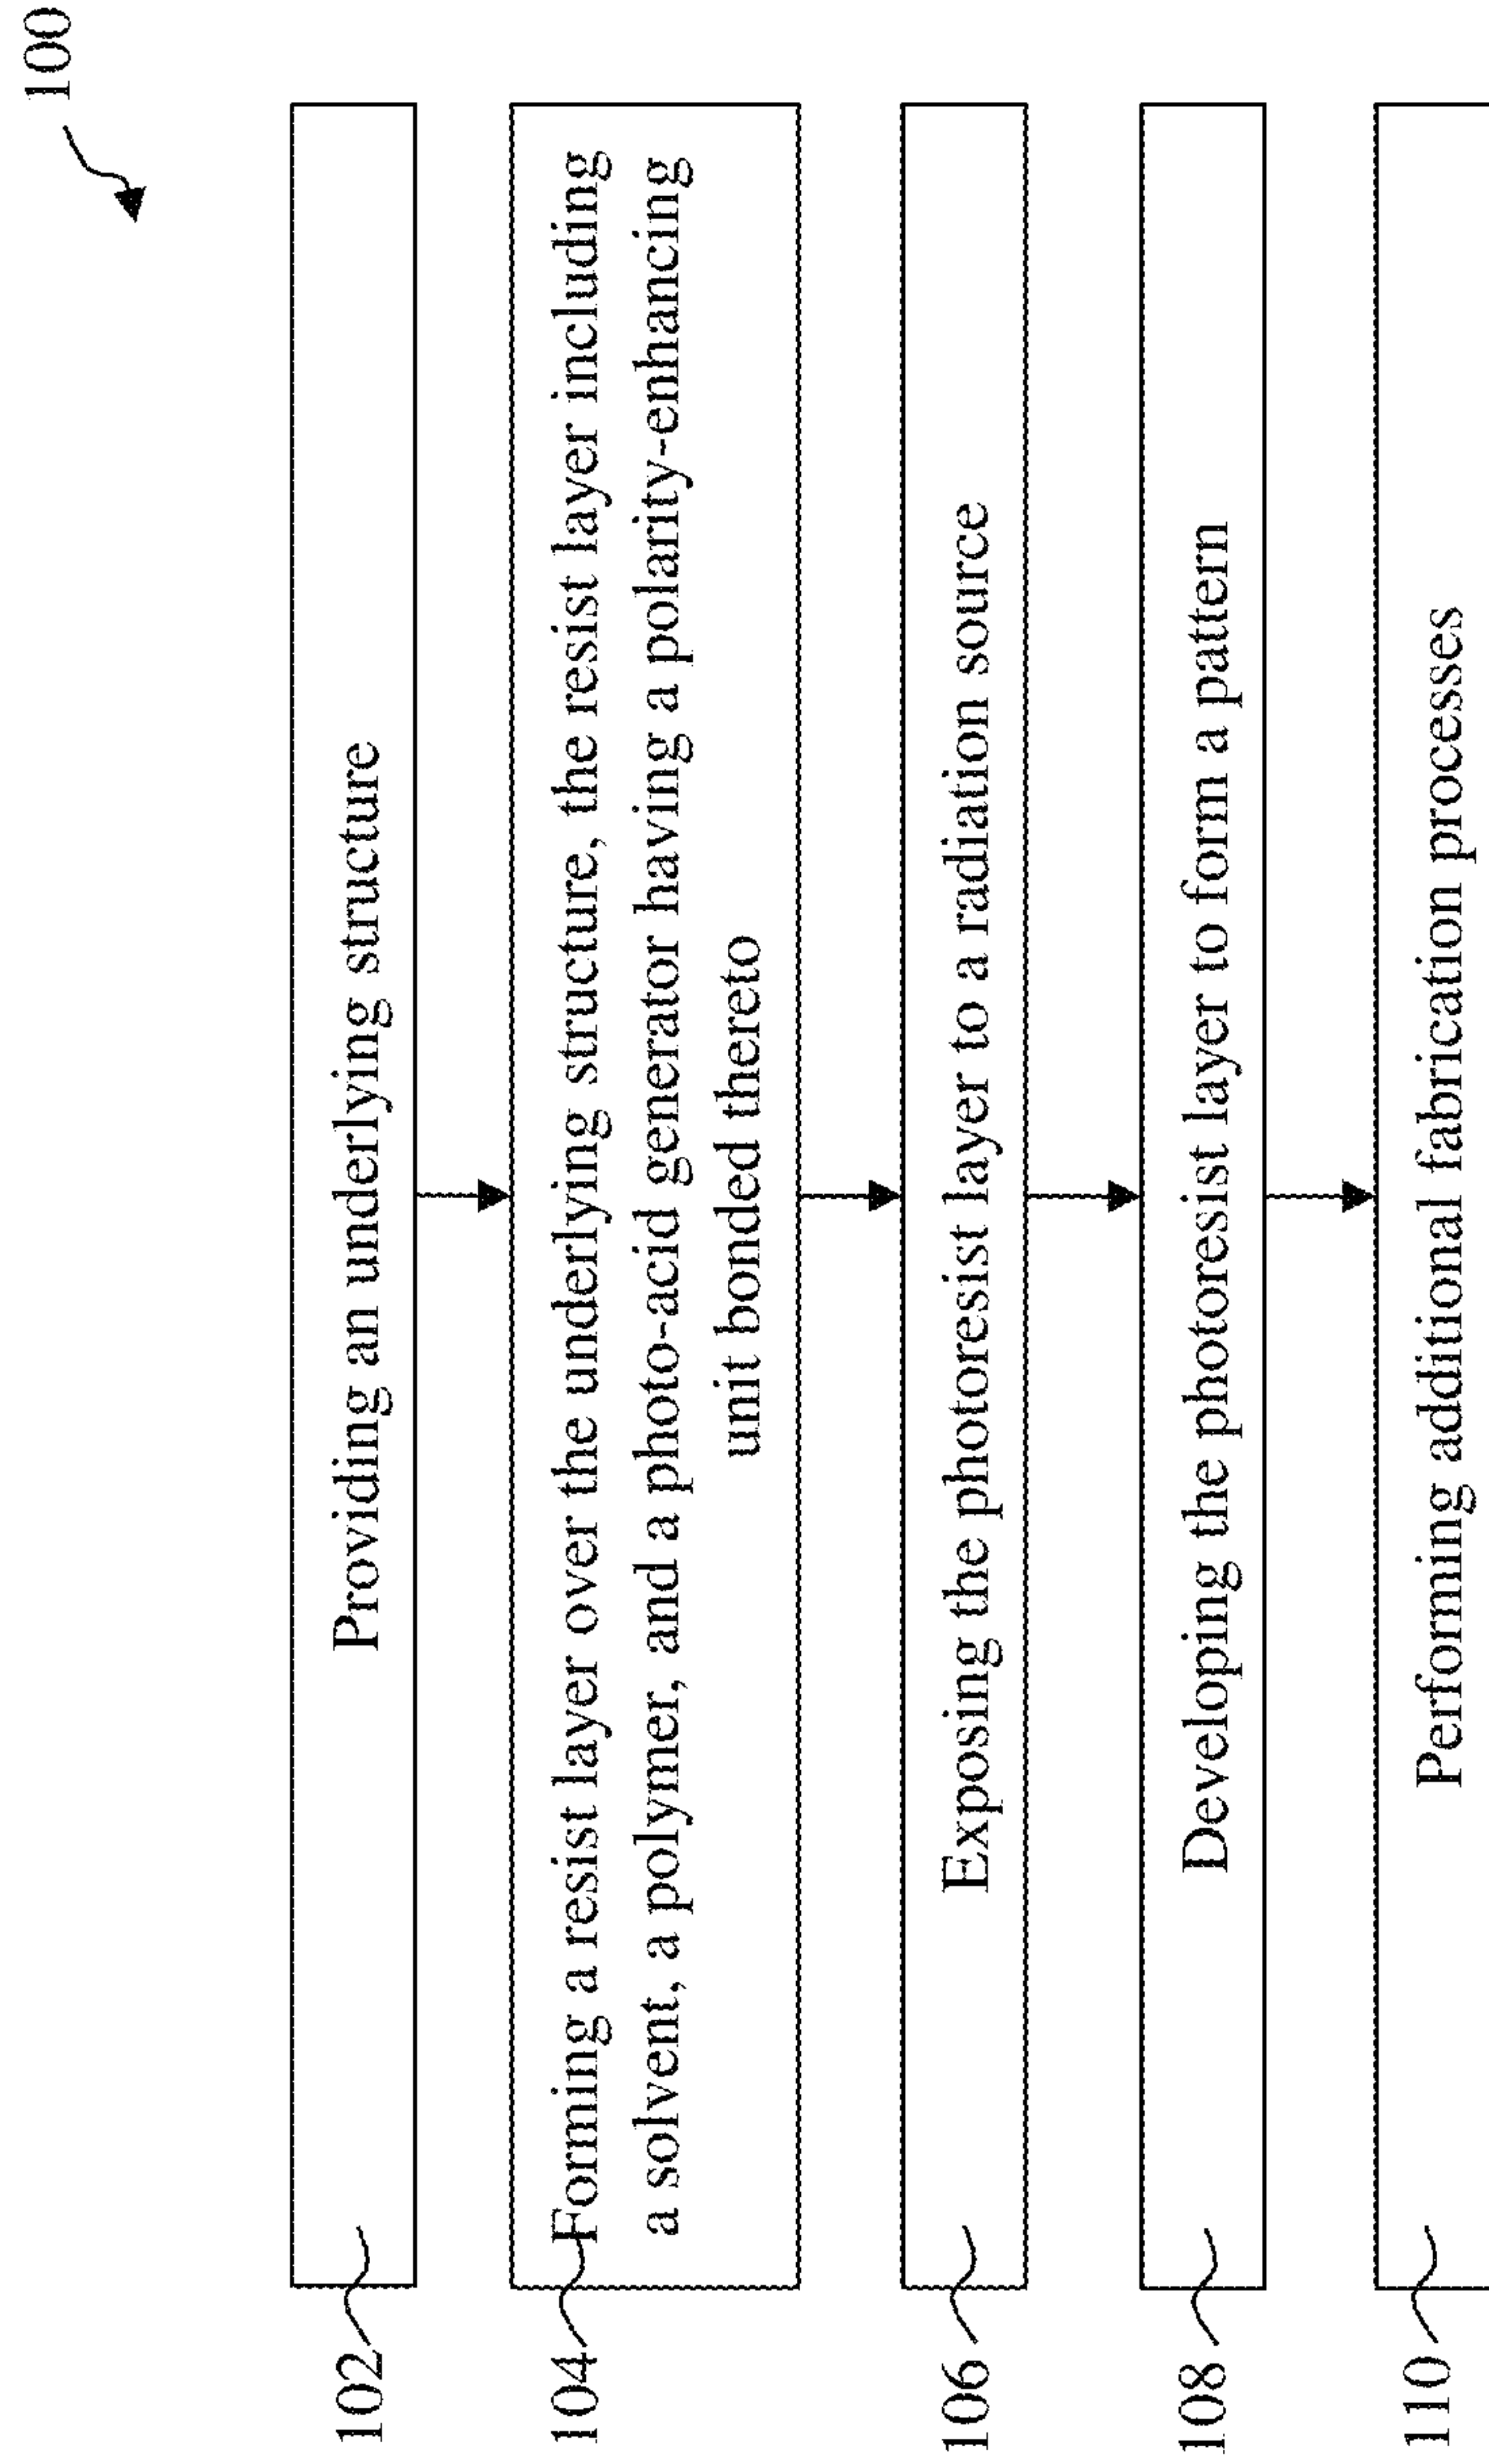 100
102
Providing an underlying structure
104
Forming a resist layer over the underlying structure, the resist layer including
a solvent, a polymer, and a photo-acid generator having a polarity-enhancing
unit bonded thereto
106
Exposing the photoresist layer to a radiation source
108
Developing the photoresist layer to form a pattern
110
Performing additional fabrication processes